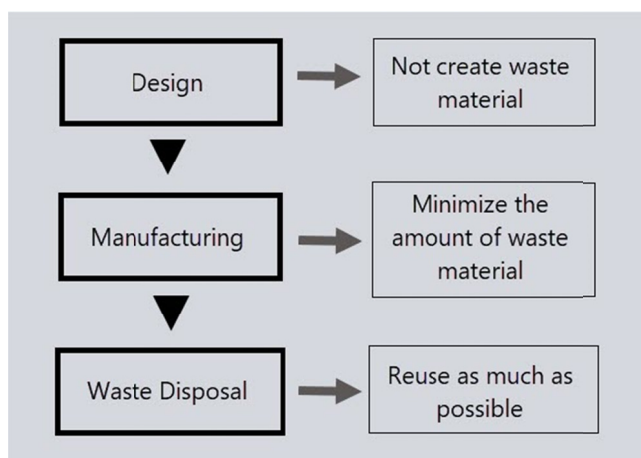 Design
Not create waste
material
Manufacturing
Minimize the
amount of waste
material
Waste Disposal
Reuse as much as
possible